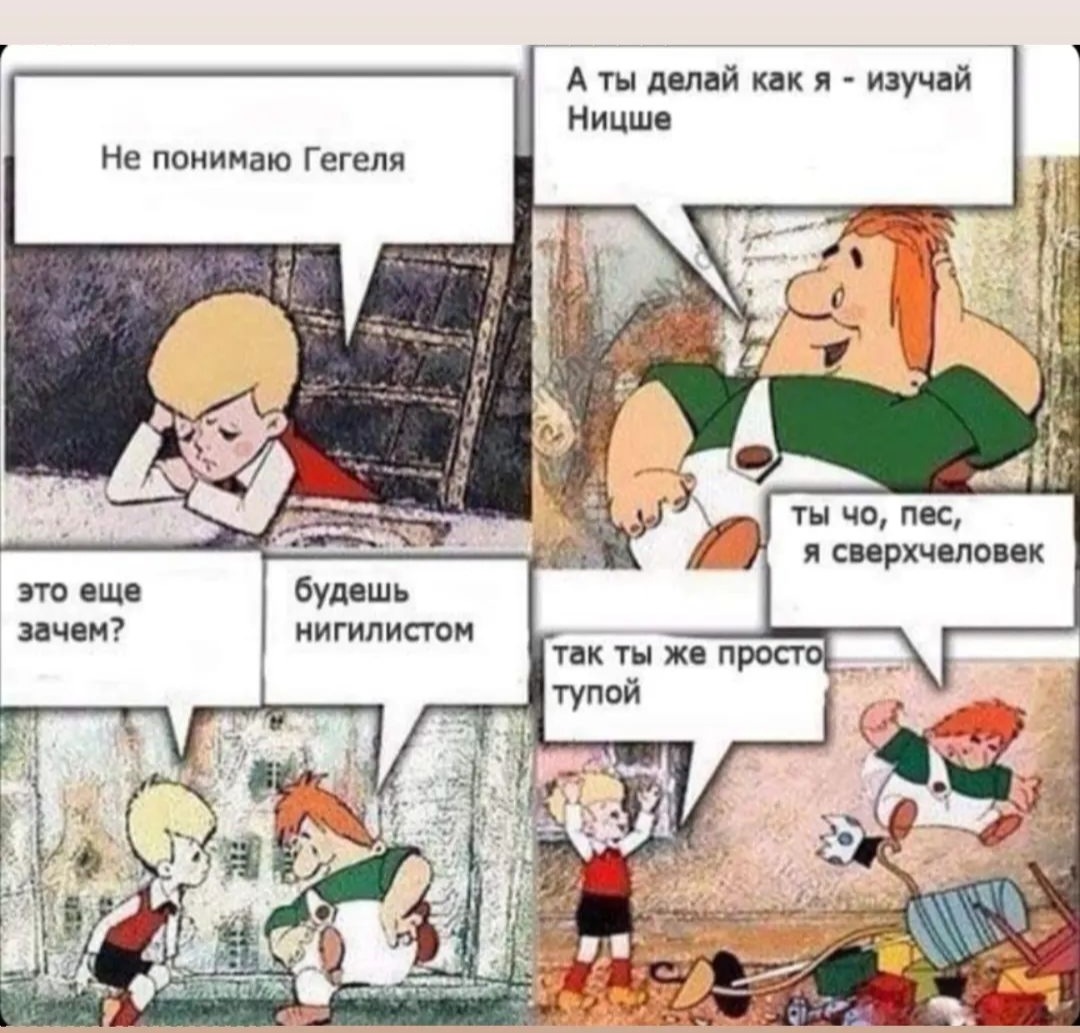 Не понимаю Гегеля
А ты делай как я - изучай
Ницше
это еще
зачем?
будешь
нигилистом
так ты же просто
тупой
ты чо, пес,
я сверхчеловек